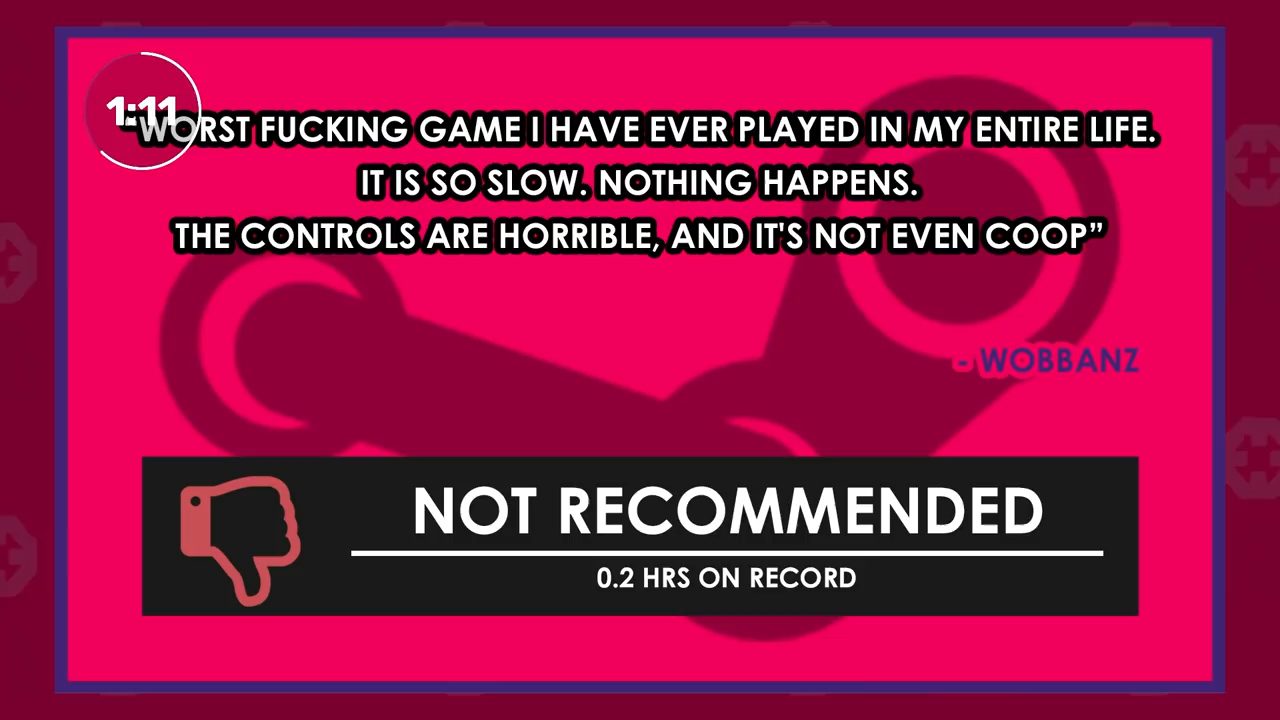 1:11
“WORST FUCKING GAME I HAVE EVER PLAYED IN MY ENTIRE LIFE.
IT IS SO SLOW. NOTHING HAPPENS.
THE CONTROLS ARE HORRIBLE, AND IT'S NOT EVEN COOP”
- WOBBANZ
NOT RECOMMENDED
0.2 HRS ON RECORD